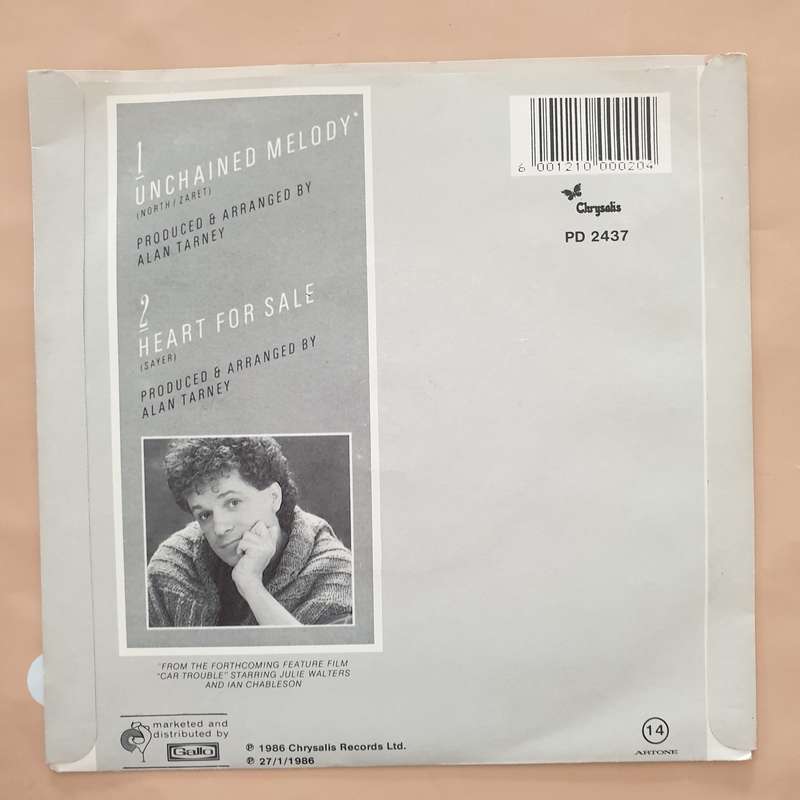 1
UNCHAINED MELODY*
(NORTH / ZARET)
PRODUCED & ARRANGED BY
ALAN TARNEY
2
HEART FOR SALE
(SAYER)
PRODUCED & ARRANGED BY
ALAN TARNEY
*FROM THE FORTHCOMING FEATURE FILM
"CAR TROUBLE" STARRING JULIE WALTERS
AND IAN CHABLESON
marketed and
distributed by
Gallo
℗ 1986 Chrysalis Records Ltd.
℗ 27/1/1986
6 001210 000204
Chrysalis
PD 2437
14
ARTONE